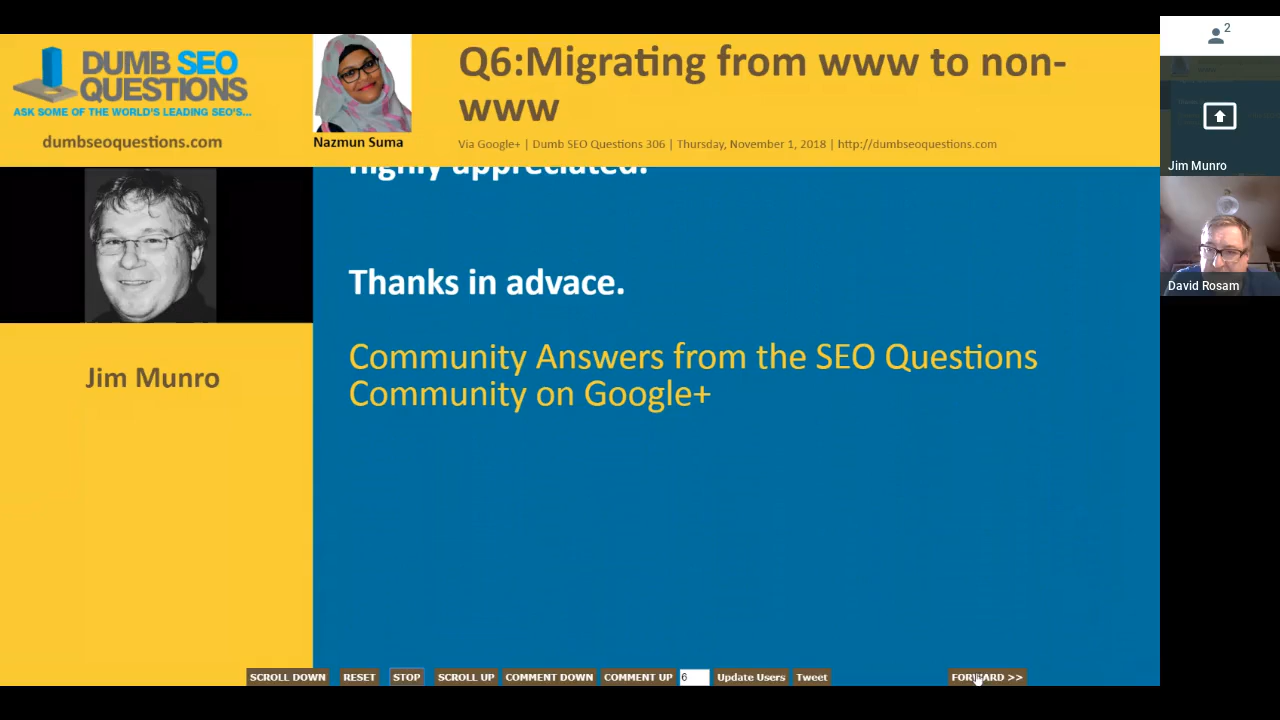 DUMB SEO
QUESTIONS
ASK SOME OF THE WORLD'S LEADING SEO'S...
dumbseoquestions.com
Nazmun Suma
Q6:Migrating from www to non-
www
Via Google+ | Dumb SEO Questions 306 | Thursday, November 1, 2018 | http://dumbseoquestions.com
2
Jim Munro
David Rosam
highly appreciated.
Thanks in advace.
Community Answers from the SEO Questions
Community on Google+
Jim Munro
SCROLL DOWN RESET STOP SCROLL UP COMMENT DOWN COMMENT UP 6 Update Users Tweet FORWARD >>